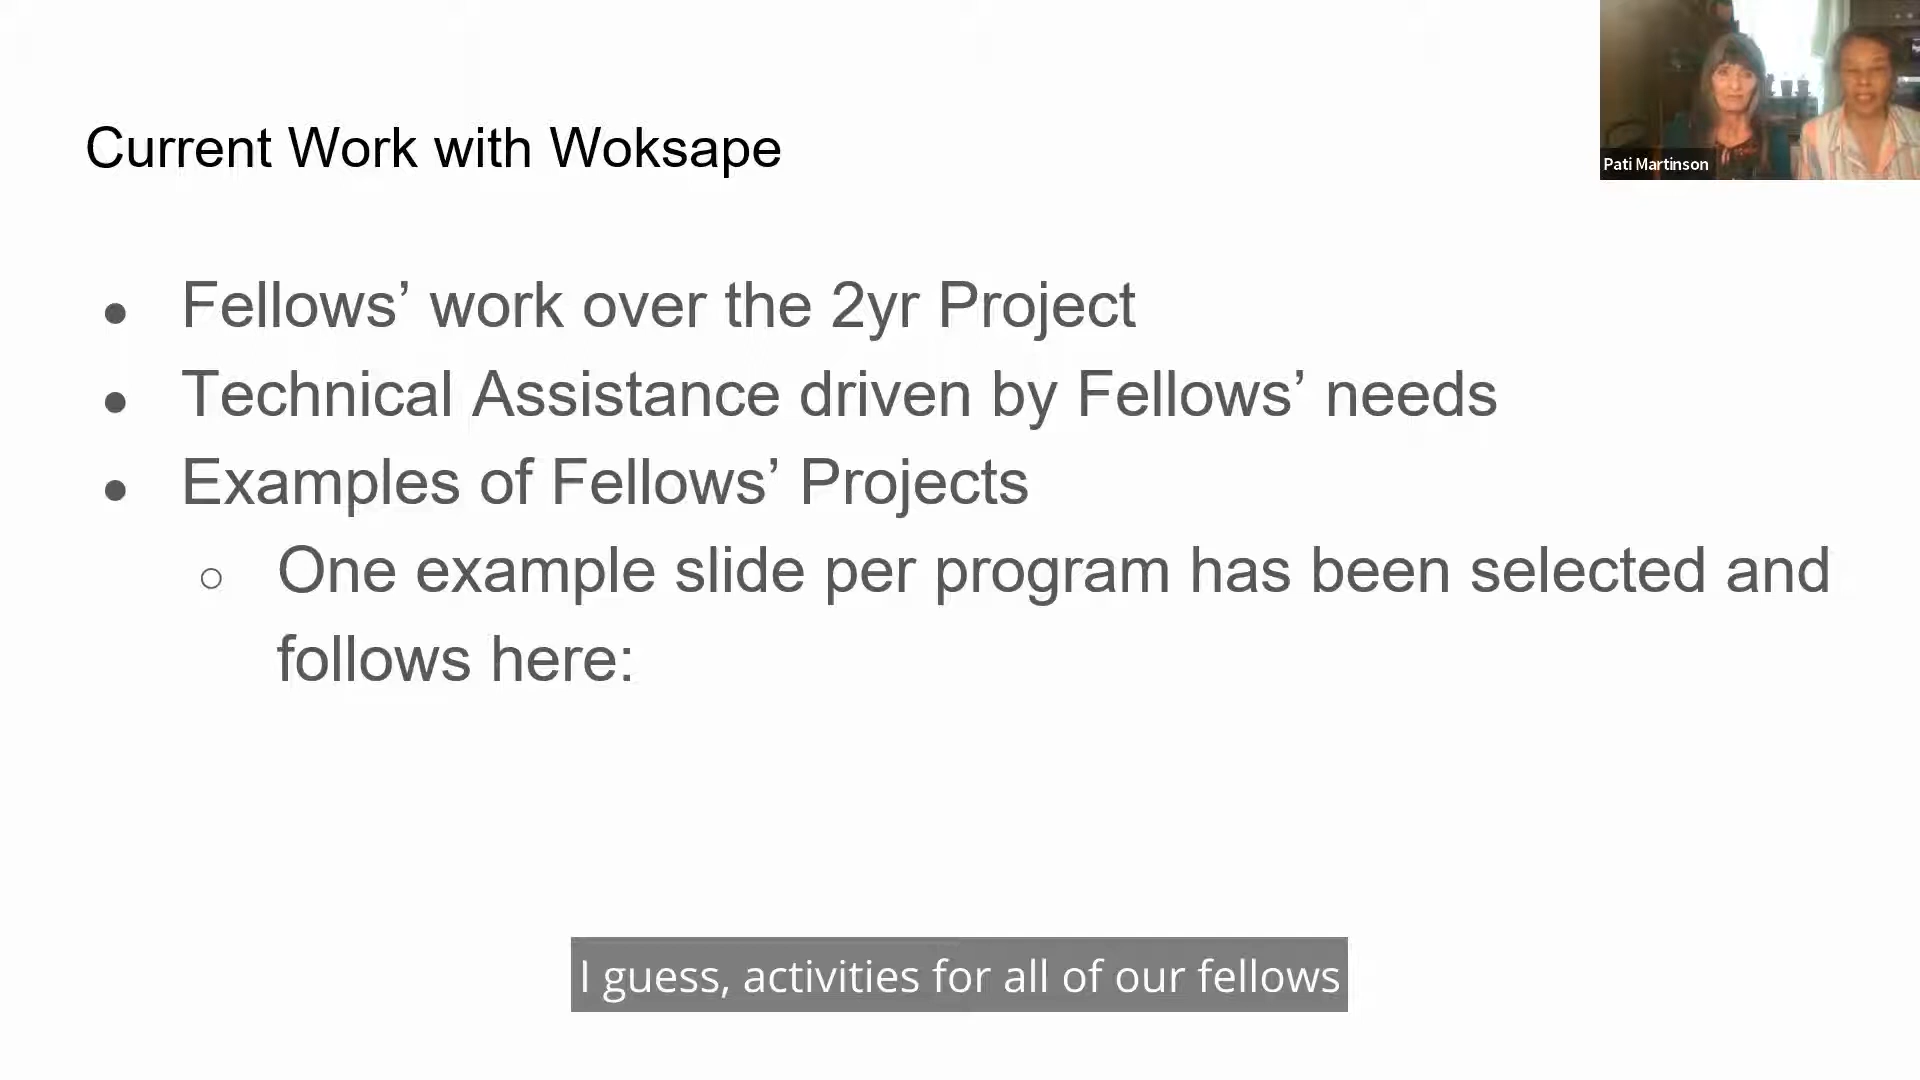 Current Work with Woksape
Pati Martinson
● Fellows’ work over the 2yr Project
● Technical Assistance driven by Fellows’ needs
● Examples of Fellows’ Projects
○ One example slide per program has been selected and
follows here:
I guess, activities for all of our fellows